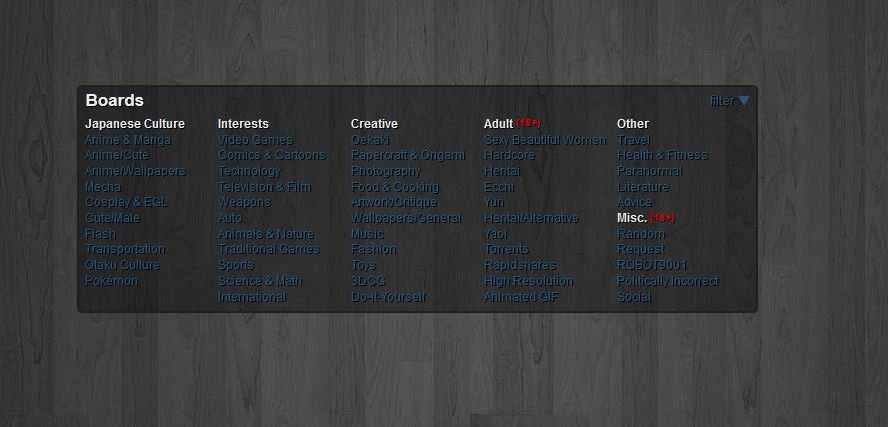 Boards
filter ▼
Japanese Culture
Anime & Manga
Anime/Cute
Anime/Wallpapers
Mecha
Cosplay & EGL
Cute/Male
Flash
Transportation
Otaku Culture
Pokémon
Interests
Video Games
Comics & Cartoons
Technology
Television & Film
Weapons
Auto
Animals & Nature
Traditional Games
Sports
Science & Math
International
Creative
Oekaki
Papercraft & Origami
Photography
Food & Cooking
Artwork/Critique
Wallpapers/General
Music
Fashion
Toys
3DCG
Do-It-Yourself
Adult (18+)
Sexy Beautiful Women
Hardcore
Hentai
Ecchi
Yuri
Hentai/Alternative
Yaoi
Torrents
Rapidshares
High Resolution
Animated GIF
Other
Travel
Health & Fitness
Paranormal
Literature
Advice
Misc. (18+)
Random
Request
ROBOT9001
Politically Incorrect
Social